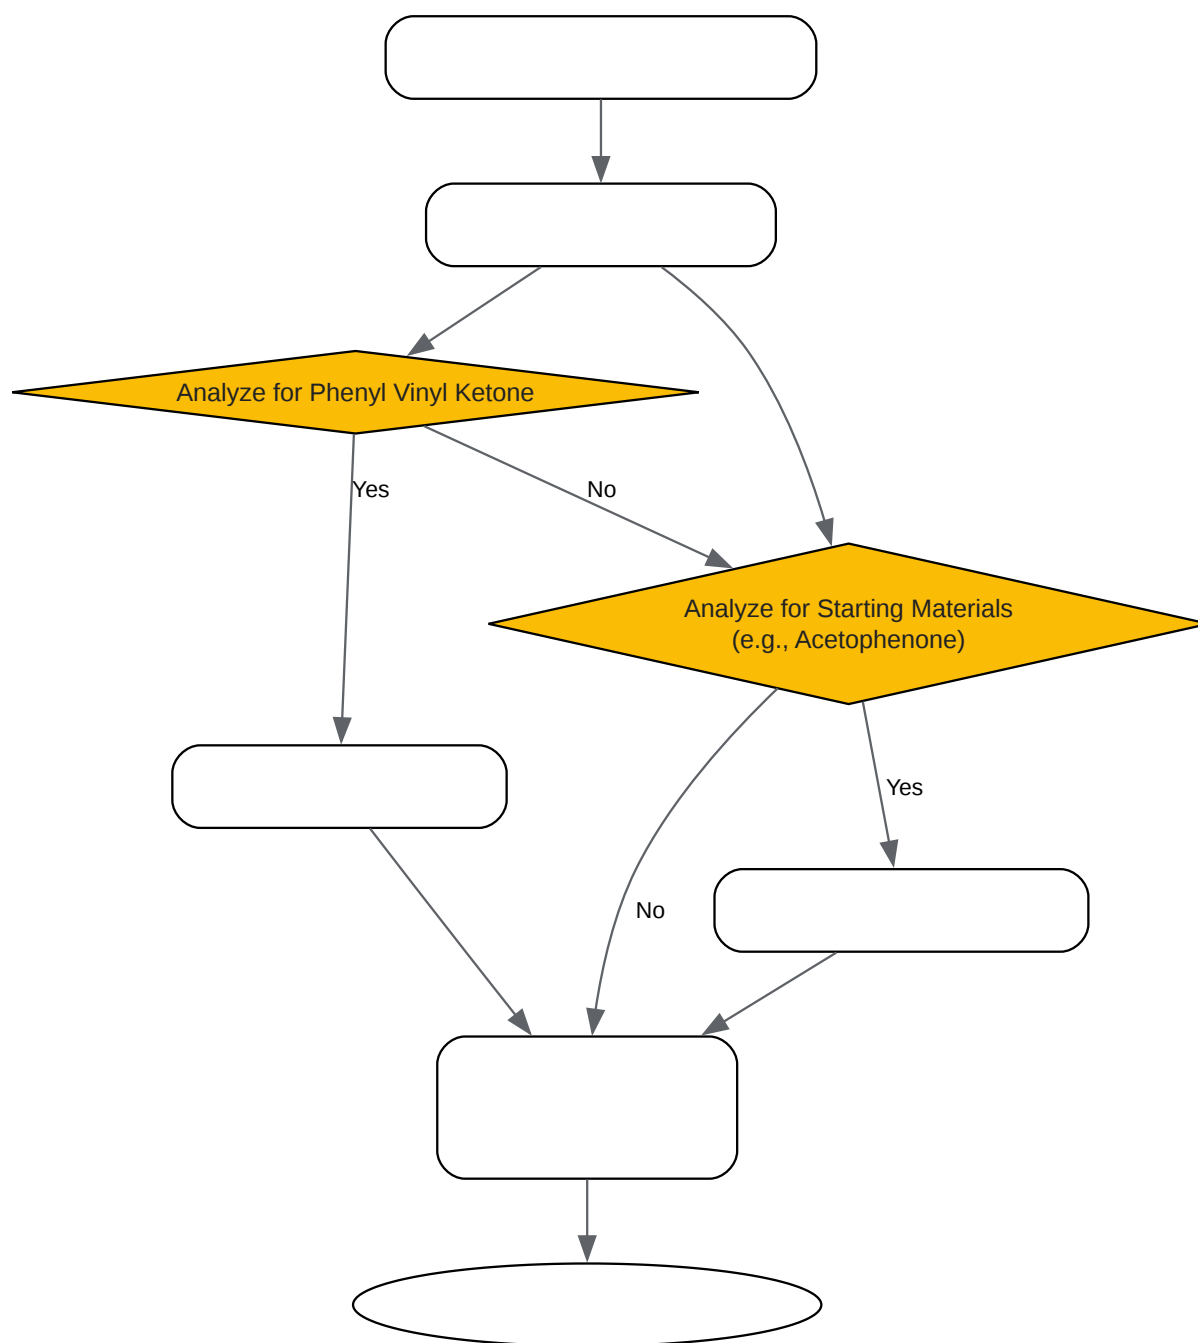 Analyze for Phenyl Vinyl Ketone
Yes
No
Analyze for Starting Materials
(e.g., Acetophenone)
Yes
No